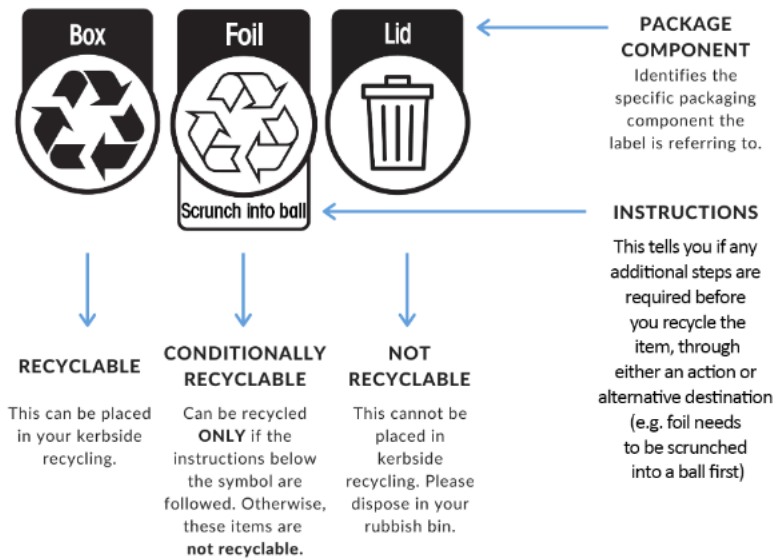 Box
Foil
Lid
Scrunch into ball
PACKAGE
COMPONENT
Identifies the
specific packaging
component the
label is referring to.
INSTRUCTIONS
This tells you if any
additional steps are
required before
you recycle the
item, through
either an action or
alternative destination
(e.g. foil needs
to be scrunched
into a ball first)
RECYCLABLE
This can be placed
in your kerbside
recycling.
CONDITIONALLY
RECYCLABLE
Can be recycled
ONLY if the
instructions below
the symbol are
followed. Otherwise,
these items are
not recyclable.
NOT
RECYCLABLE
This cannot be
placed in
kerbside
recycling. Please
dispose in your
rubbish bin.